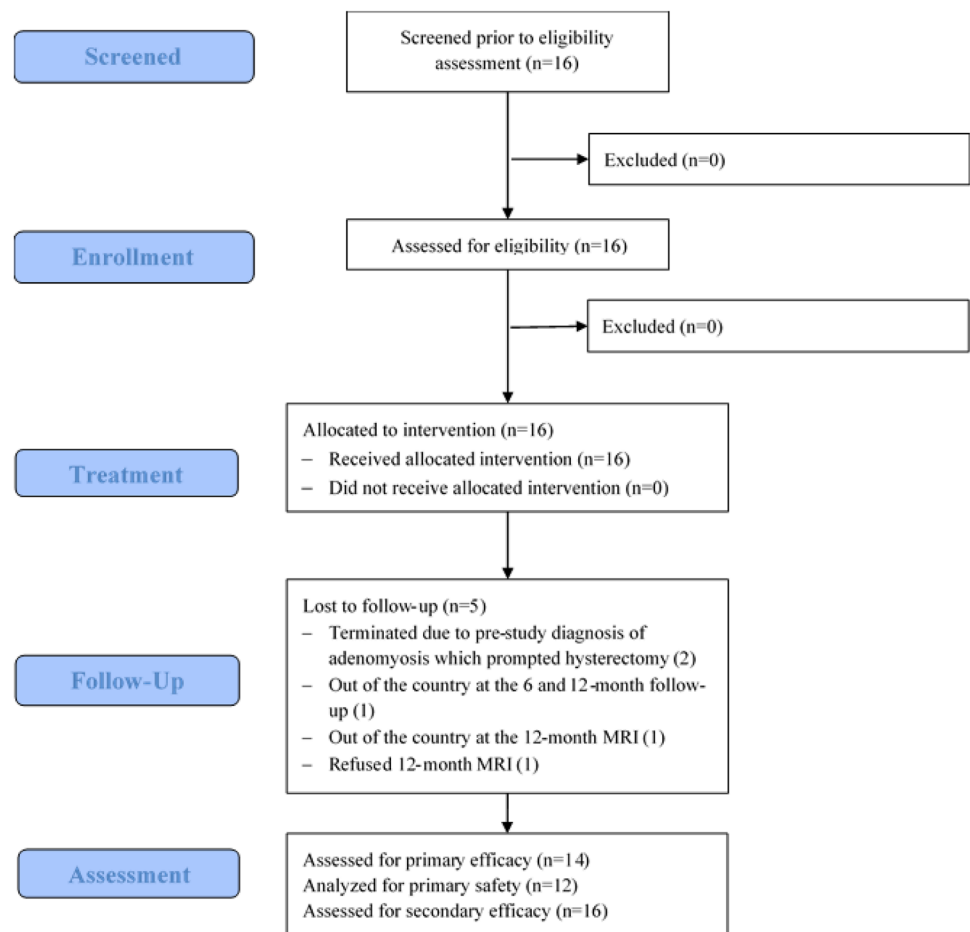 Screened
Screened prior to eligibility
assessment (n=16)
Excluded (n=0)
Enrollment
Assessed for eligibility (n=16)
Excluded (n=0)
Treatment
Allocated to intervention (n=16)
– Received allocated intervention (n=16)
– Did not receive allocated intervention (n=0)
Follow-Up
Lost to follow-up (n=5)
– Terminated due to pre-study diagnosis of
adenomyosis which prompted hysterectomy (2)
– Out of the country at the 6 and 12-month follow-
up (1)
– Out of the country at the 12-month MRI (1)
– Refused 12-month MRI (1)
Assessment
Assessed for primary efficacy (n=14)
Analyzed for primary safety (n=12)
Assessed for secondary efficacy (n=16)